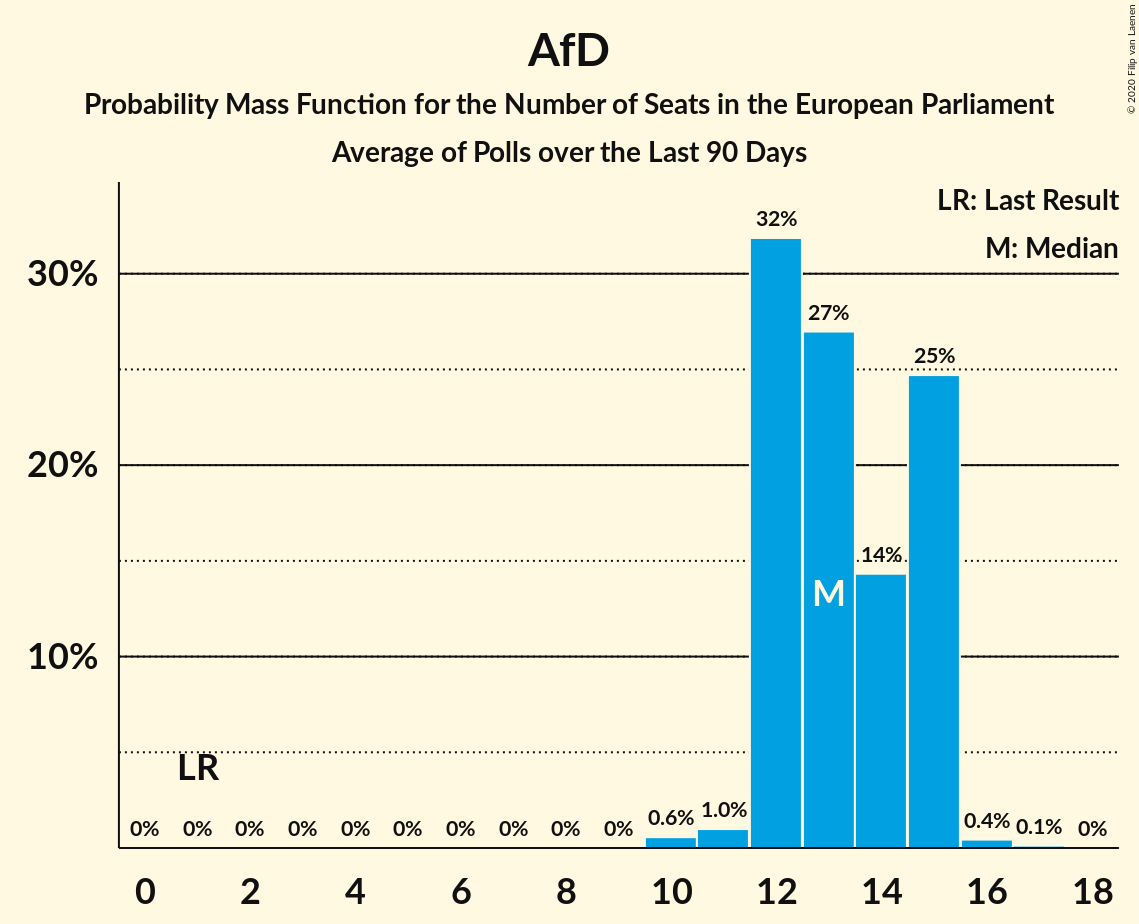 © 2020 Filip van Laenen
AfD
Probability Mass Function for the Number of Seats in the European Parliament
Average of Polls over the Last 90 Days
LR: Last Result
M: Median
30%
20%
10%
32%
27%
25%
14%
M
LR
0% 0% 0% 0% 0% 0% 0% 0% 0% 0% 0.6% 1.0% 0.4% 0.1% 0%
0 2 4 6 8 10 12 14 16 18